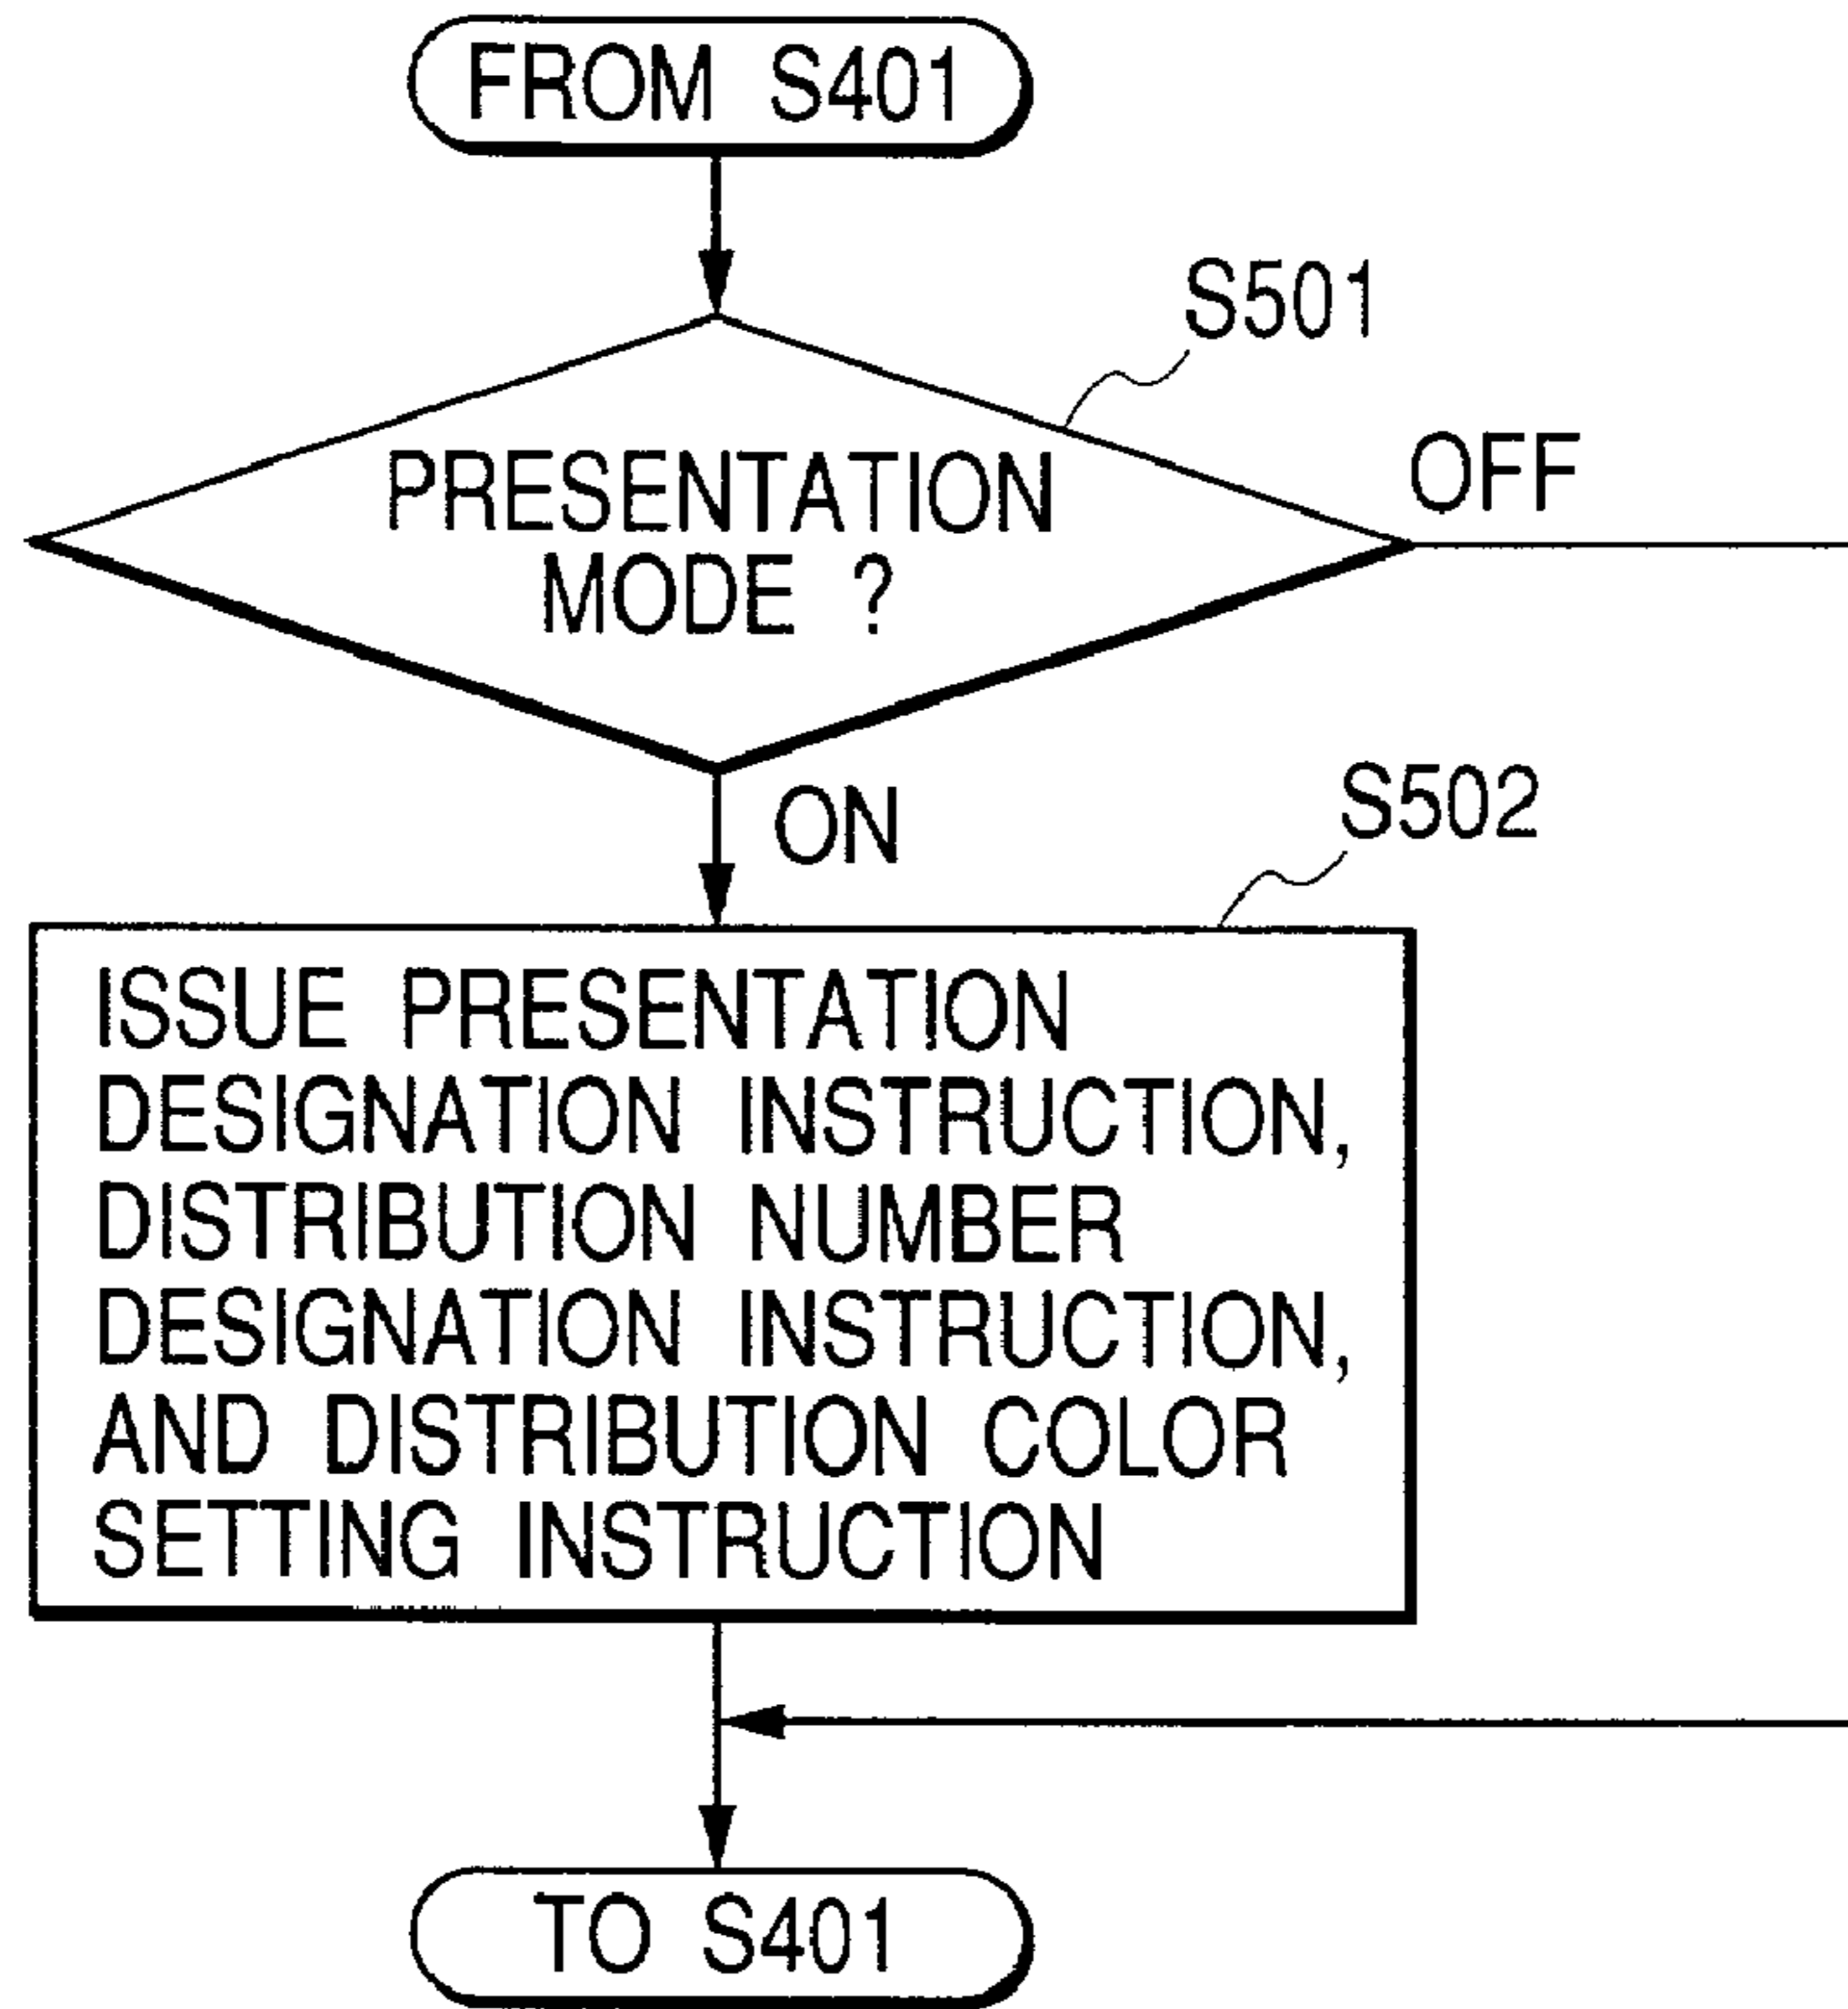 FROM S401
S501
PRESENTATION
MODE ?
OFF
ON
S502
ISSUE PRESENTATION
DESIGNATION INSTRUCTION,
DISTRIBUTION NUMBER
DESIGNATION INSTRUCTION,
AND DISTRIBUTION COLOR
SETTING INSTRUCTION
TO S401